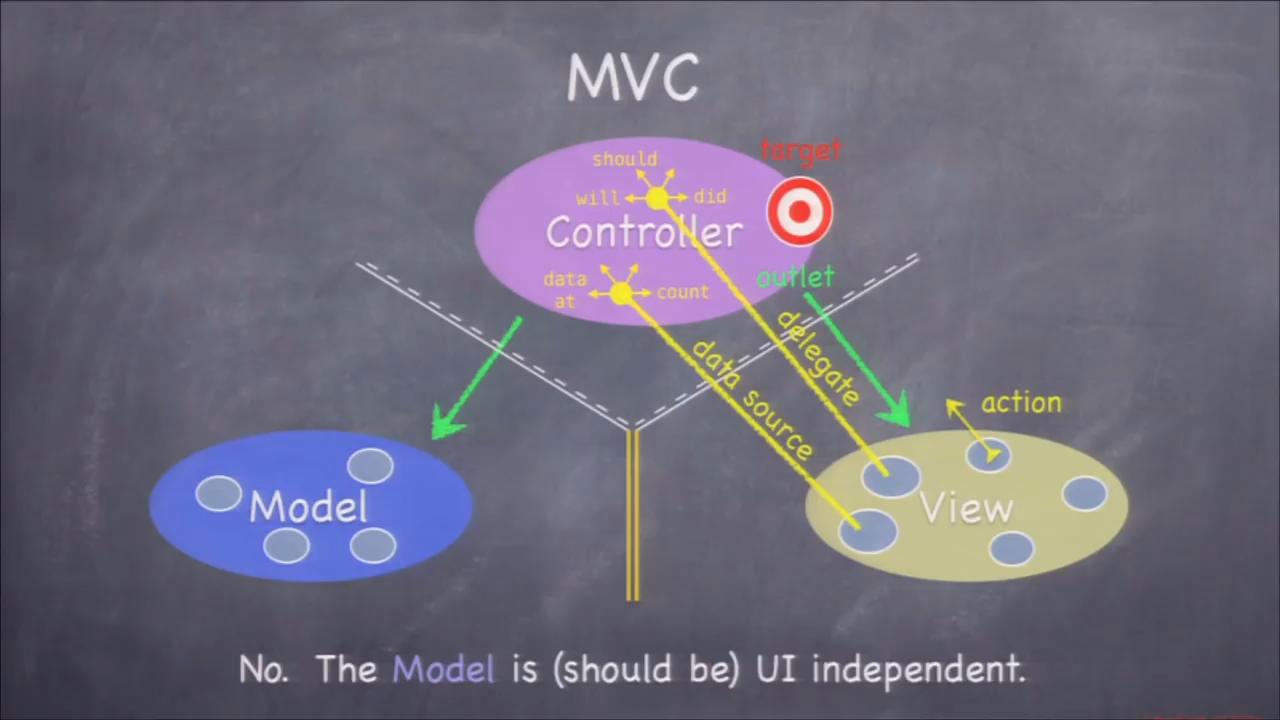 MVC
target
should
will
did
Controller
data
at
count
outlet
delegate
data source
action
Model
View
No. The Model is (should be) UI independent.